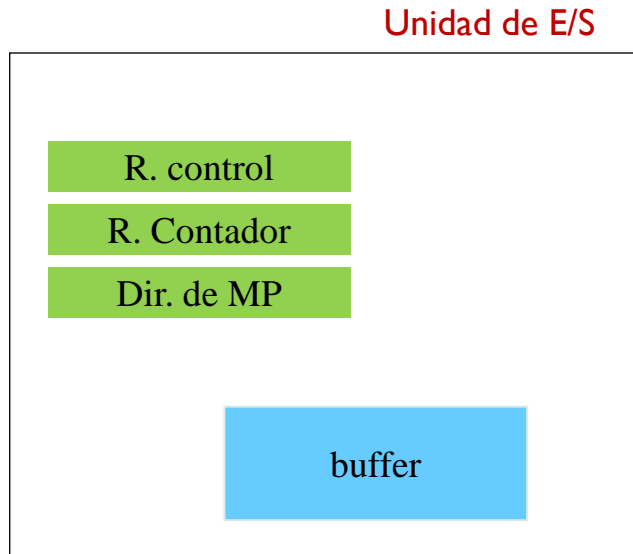 Unidad de E/S
R. control
R. Contador
Dir. de MP
buffer